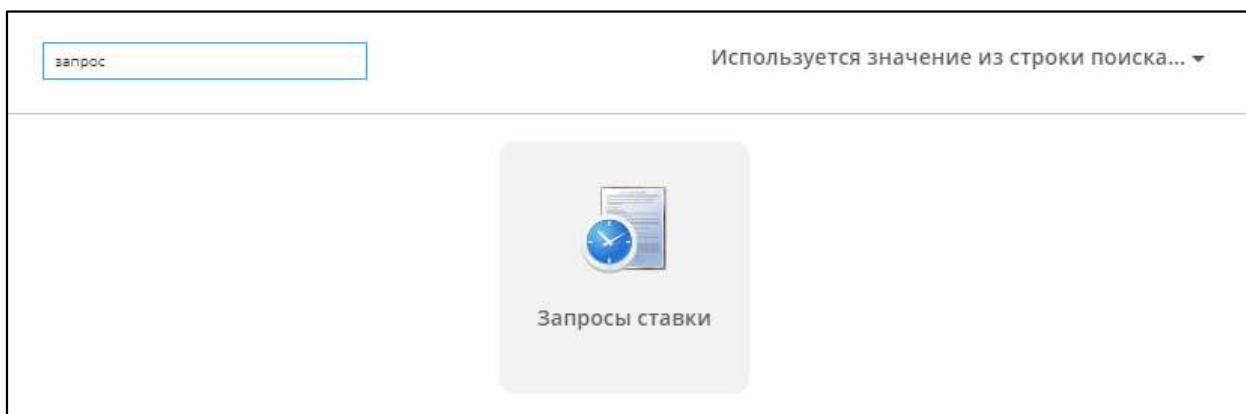 запрос
Используется значение из строки поиска...
Запросы ставки